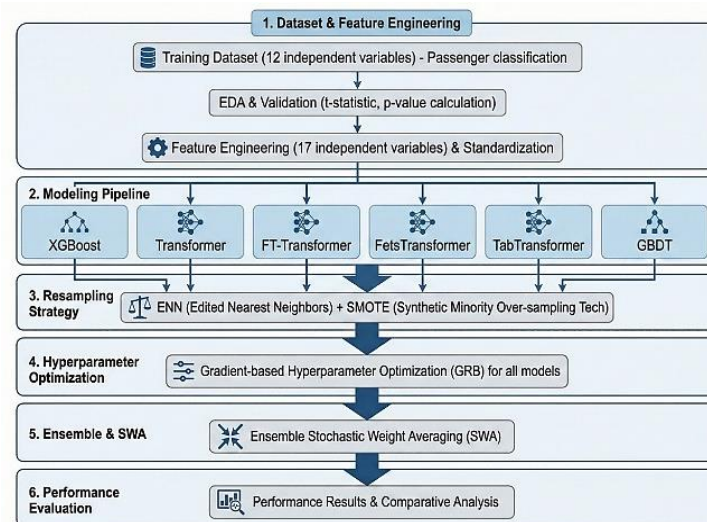 1. Dataset & Feature Engineering
Training Dataset (12 independent variables) - Passenger classification
EDA & Validation (t-statistic, p-value calculation)
Feature Engineering (17 independent variables) & Standardization
2. Modeling Pipeline
XGBoost
Transformer
FT-Transformer
FetsTransformer
TabTransformer
GBDT
3. Resampling
Strategy
ENN (Edited Nearest Neighbors) + SMOTE (Synthetic Minority Over-sampling Tech)
4. Hyperparameter
Optimization
Gradient-based Hyperparameter Optimization (GRB) for all models
5. Ensemble & SWA
Ensemble Stochastic Weight Averaging (SWA)
6. Performance
Evaluation
Performance Results & Comparative Analysis